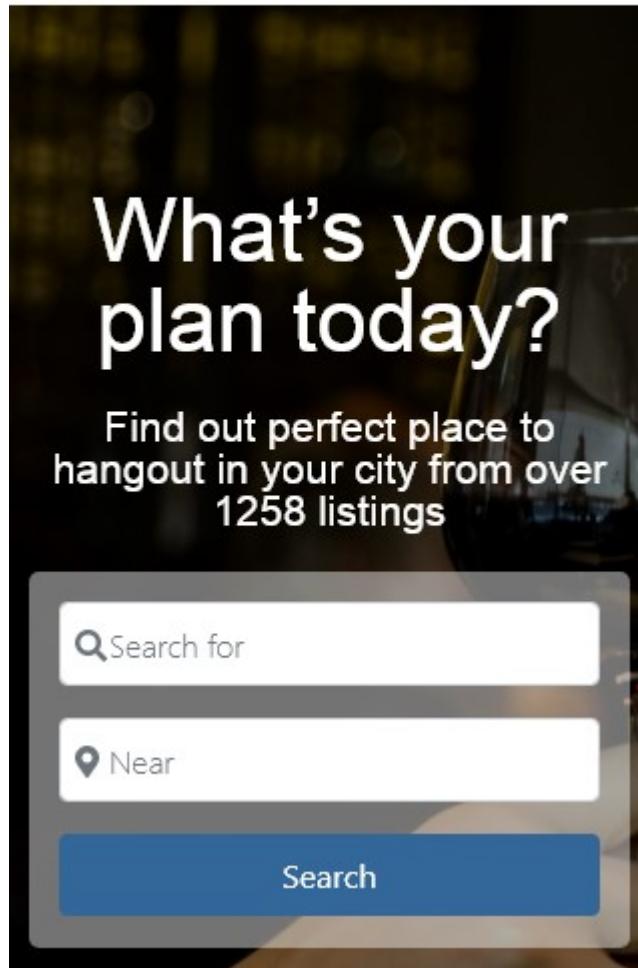 What’s your
plan today?
Find out perfect place to
hangout in your city from over
1258 listings
Search for
Near
Search